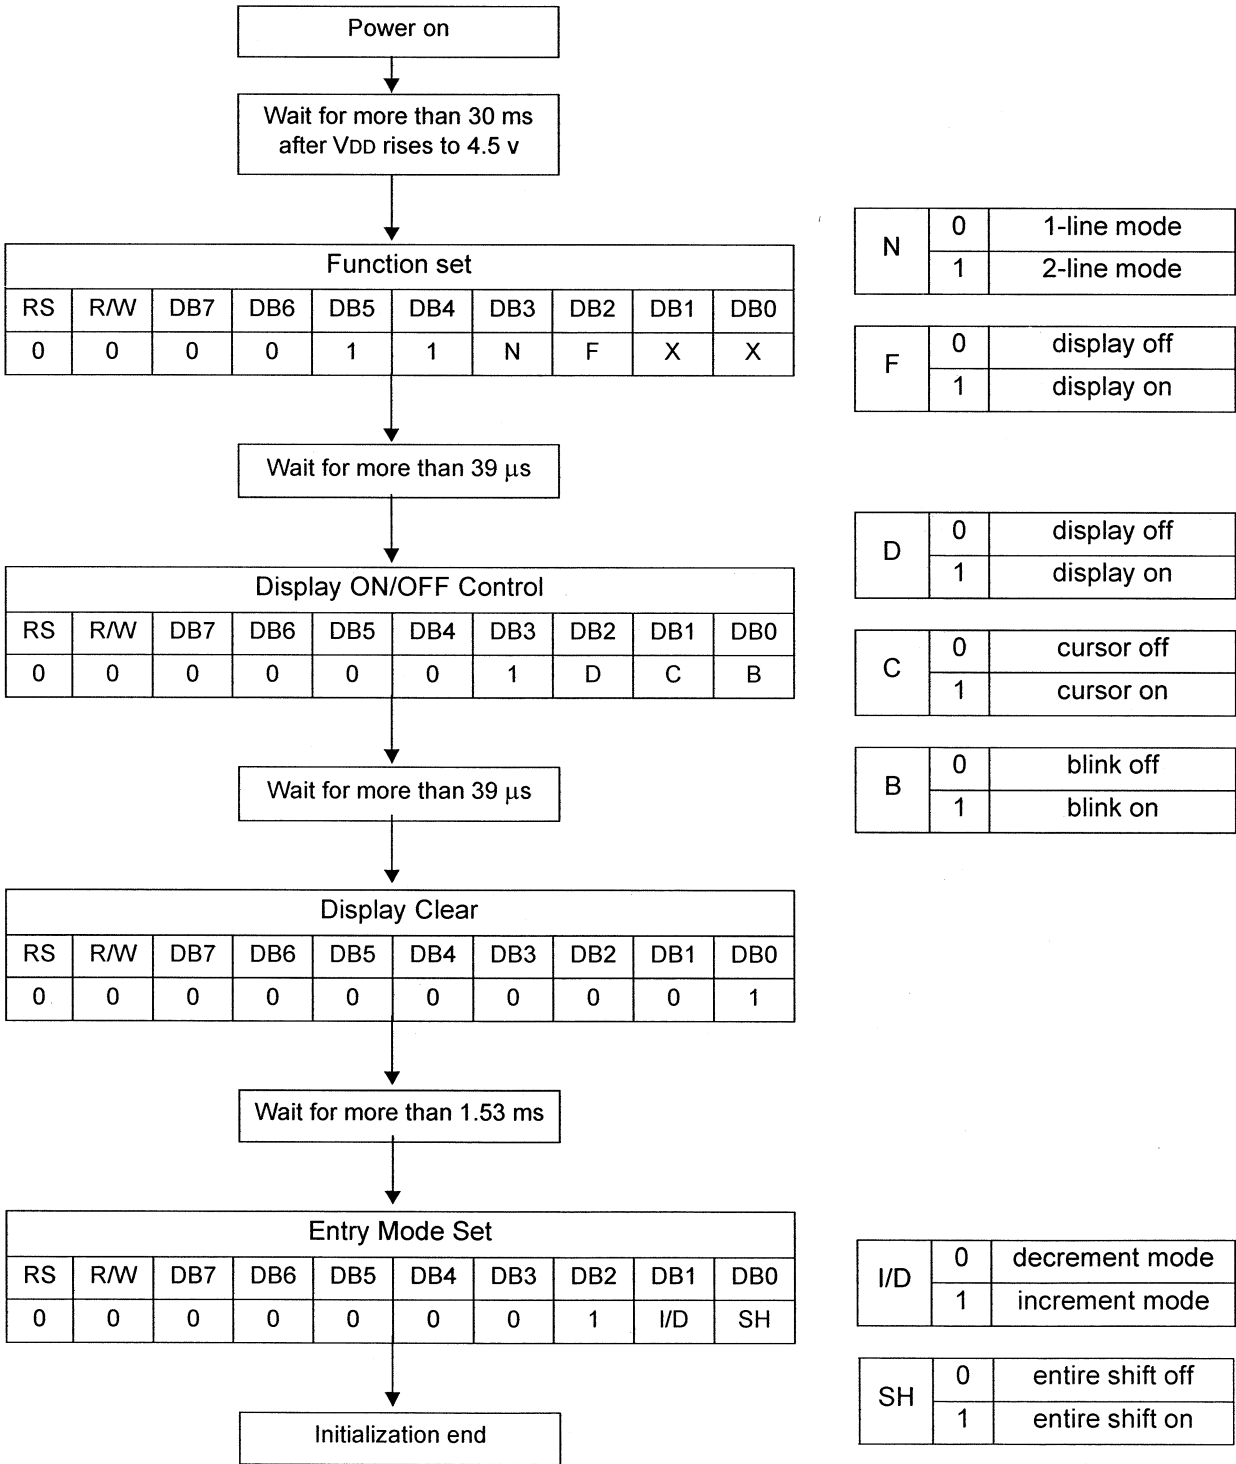 Power on
Wait for more than 30 ms
after VDD rises to 4.5 v
Function set
RS R/W DB7 DB6 DB5 DB4 DB3 DB2 DB1 DB0
0 0 0 0 1 1 N F X X
N 0 1-line mode
1 2-line mode
F 0 display off
1 display on
Wait for more than 39 μs
Display ON/OFF Control
RS R/W DB7 DB6 DB5 DB4 DB3 DB2 DB1 DB0
0 0 0 0 0 0 1 D C B
D 0 display off
1 display on
C 0 cursor off
1 cursor on
B 0 blink off
1 blink on
Wait for more than 39 μs
Display Clear
RS R/W DB7 DB6 DB5 DB4 DB3 DB2 DB1 DB0
0 0 0 0 0 0 0 0 0 1
Wait for more than 1.53 ms
Entry Mode Set
RS R/W DB7 DB6 DB5 DB4 DB3 DB2 DB1 DB0
0 0 0 0 0 0 0 1 I/D SH
I/D 0 decrement mode
1 increment mode
SH 0 entire shift off
1 entire shift on
Initialization end